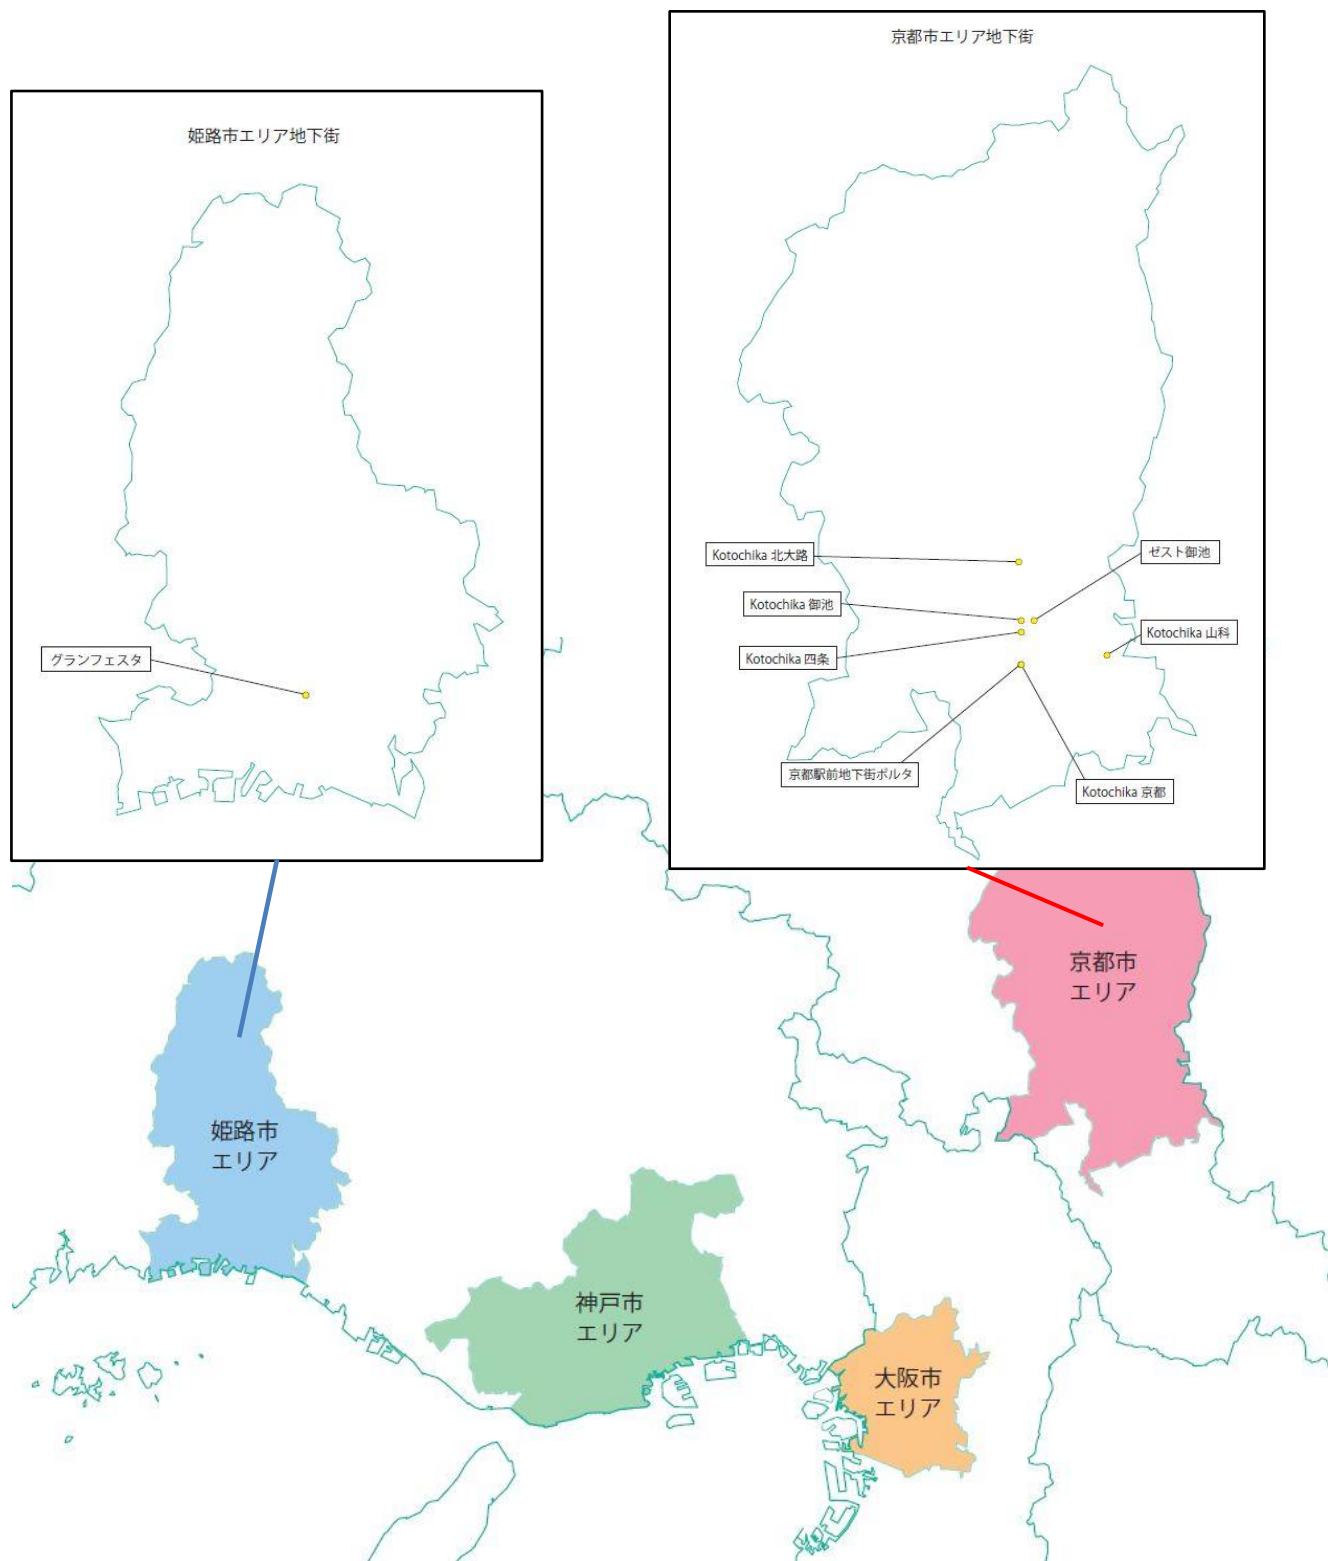 京都市エリア地下街
姫路市エリア地下街
Kotochika 北大路
ゼスト御池
Kotochika 御池
Kotochika 山科
Kotochika 四条
グランフェスタ
京都駅前地下街ポルタ
Kotochika 京都
京都市
エリア
姫路市
エリア
神戸市
エリア
大阪市
エリア